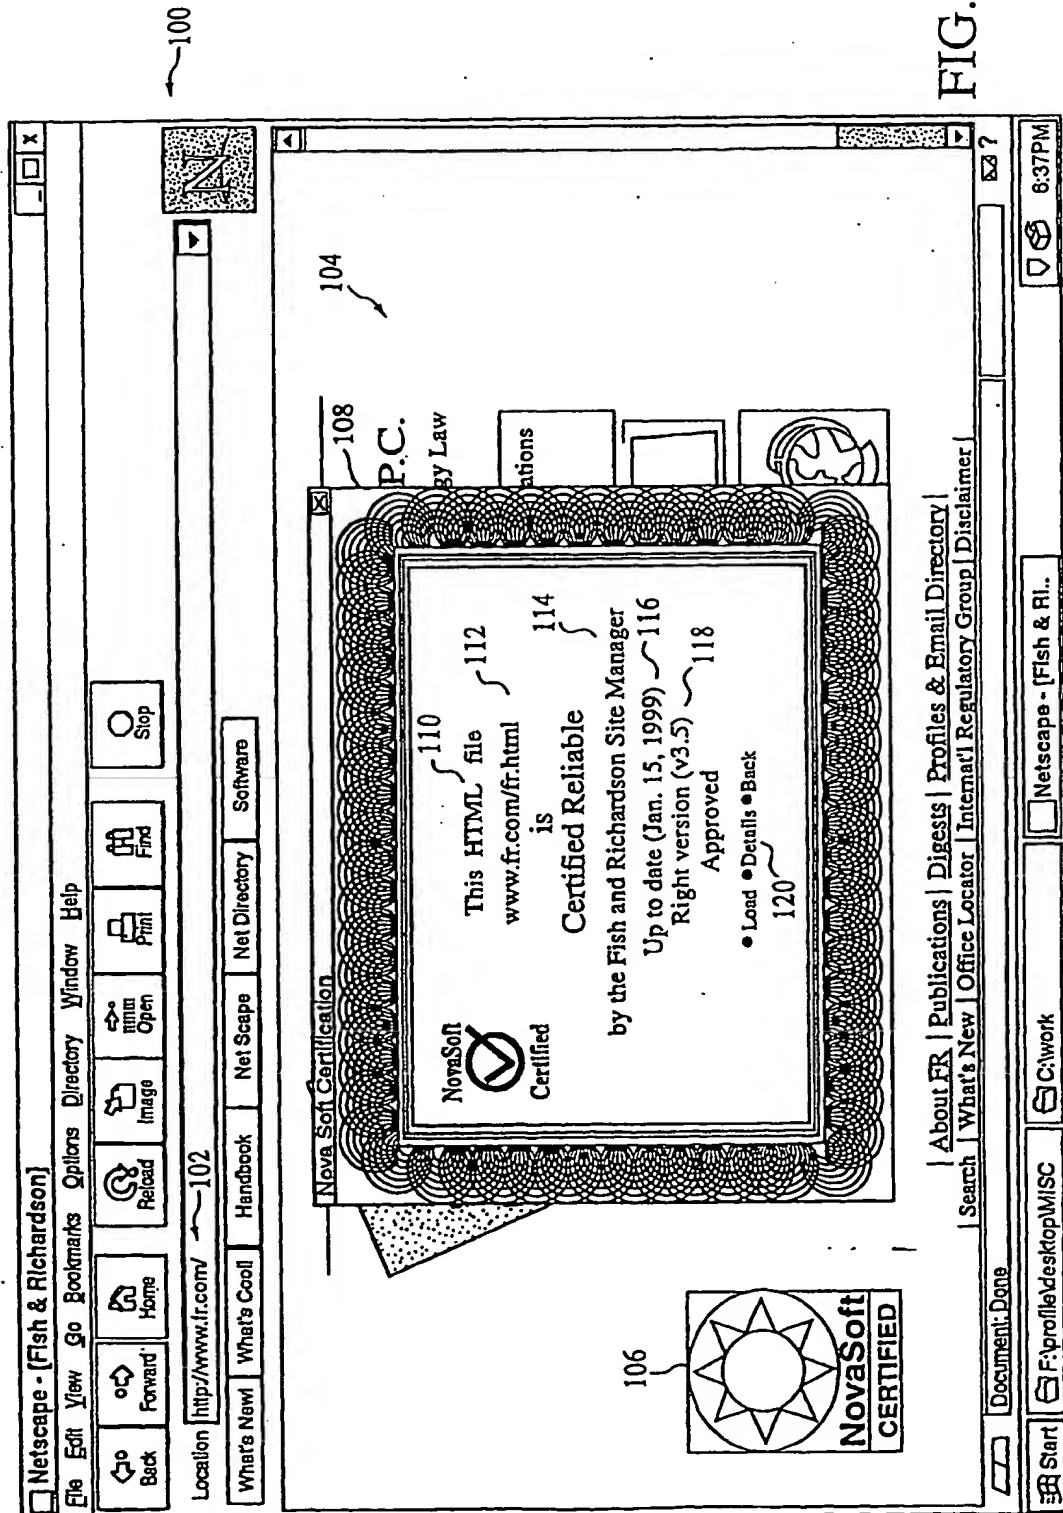 Netscape - [Fish & Richardson]
File Edit View Go Bookmarks Options Directory Window Help
Back Forward Home Reload Image Open Print Find Stop
100
Location http://www.fr.com/ 102
N
What's New! What's Cool! Handbook Net Scape Net Directory Software
104
108
P.C.
gy Law
ations
Nova Soft Certification
NovaSoft
Certified
110
This HTML file
112
www.fr.com/fr.html
is
Certified Reliable
114
by the Fish and Richardson Site Manager
Up to date (Jan. 15, 1999) 116
Right version (v3.5) 118
Approved
•Load •Details •Back
120
106
NovaSoft
CERTIFIED
| About FR | Publications | Digests | Profiles & Email Directory |
| Search | What's New | Office Locator | Internat'l Regulatory Group | Disclaimer |
Document: Done ?
Start F:\profile\desktop\MISC C:\work Netscape - [Fish & Ri.. 6:37PM
FIG.